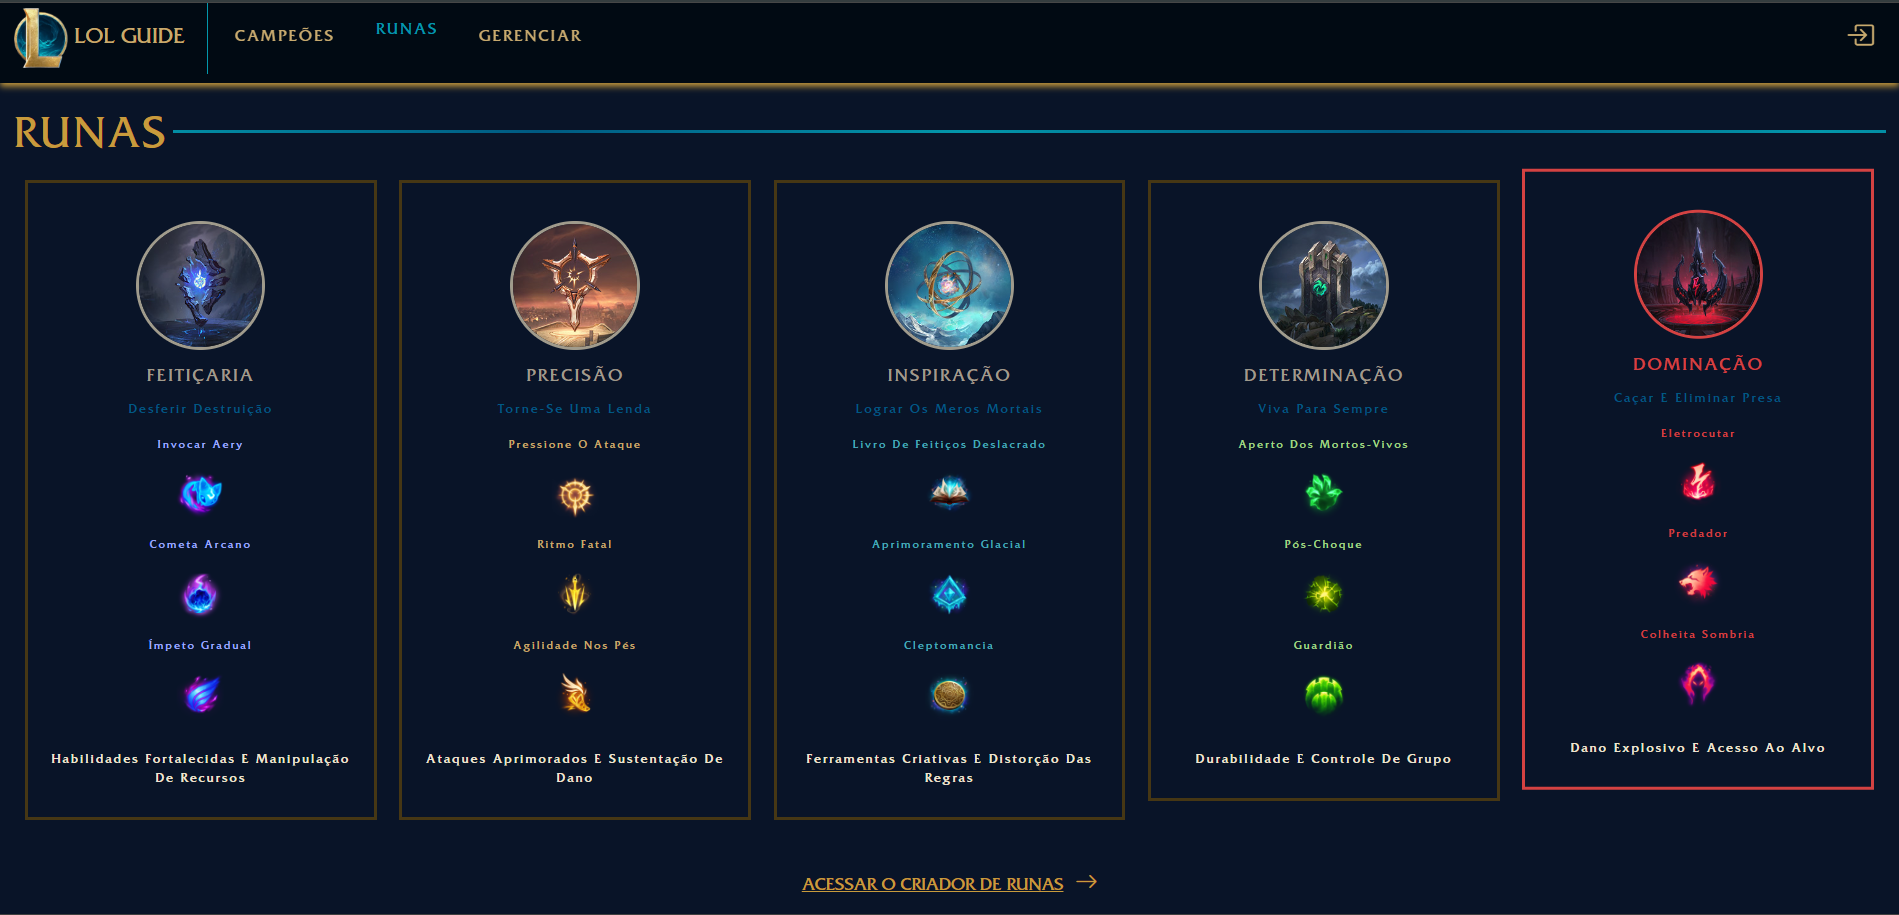 LOL GUIDE
CAMPEÕES
RUNAS
GERENCIAR
RUNAS
FEITIÇARIA
Desferir Destruição
Invocar Aery
Cometa Arcano
Ímpeto Gradual
Habilidades Fortalecidas E Manipulação
De Recursos
PRECISÃO
Torne-Se Uma Lenda
Pressione O Ataque
Ritmo Fatal
Agilidade Nos Pés
Ataques Aprimorados E Sustentação De
Dano
INSPIRAÇÃO
Lograr Os Meros Mortais
Livro De Feitiços Deslacrado
Aprimoramento Glacial
Cleptomancia
Ferramentas Criativas E Distorção Das
Regras
DETERMINAÇÃO
Viva Para Sempre
Aperto Dos Mortos-Vivos
Pós-Choque
Guardião
Durabilidade E Controle De Grupo
DOMINAÇÃO
Caçar E Eliminar Presa
Eletrocutar
Predador
Colheita Sombria
Dano Explosivo E Acesso Ao Alvo
ACESSAR O CRIADOR DE RUNAS